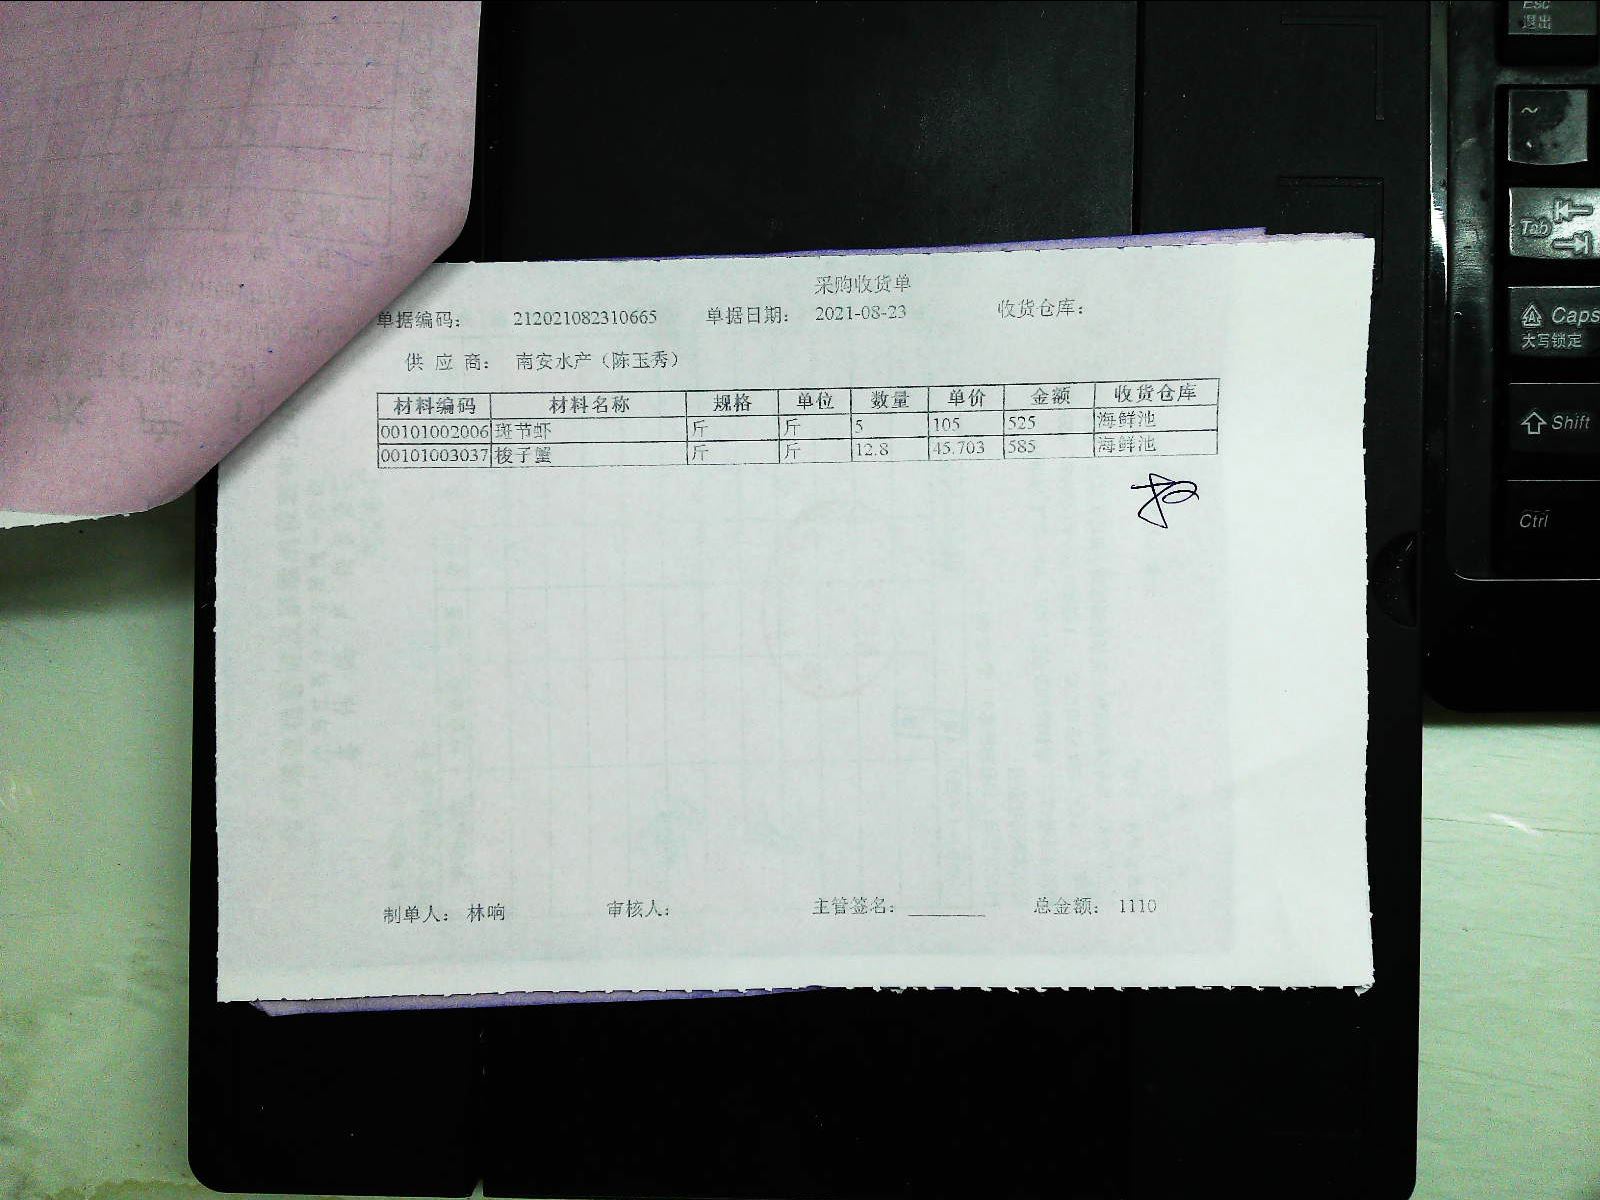 采购收货单
单据编码: 212021082310665 单据日期: 2021-08-23 收货仓库:
供 应 商: 南安水产（陈玉秀）
材料编码 材料名称 规格 单位 数量 单价 金额 收货仓库
00101002006 斑节虾 斤 斤 5 105 525 海鲜池
00101003037 梭子蟹 斤 斤 12.8 45.703 585 海鲜池
制单人: 林响 审核人: 主管签名: ________ 总金额: 1110
Esc
退出
~
Tab
Caps
大写锁定
Shift
Ctrl